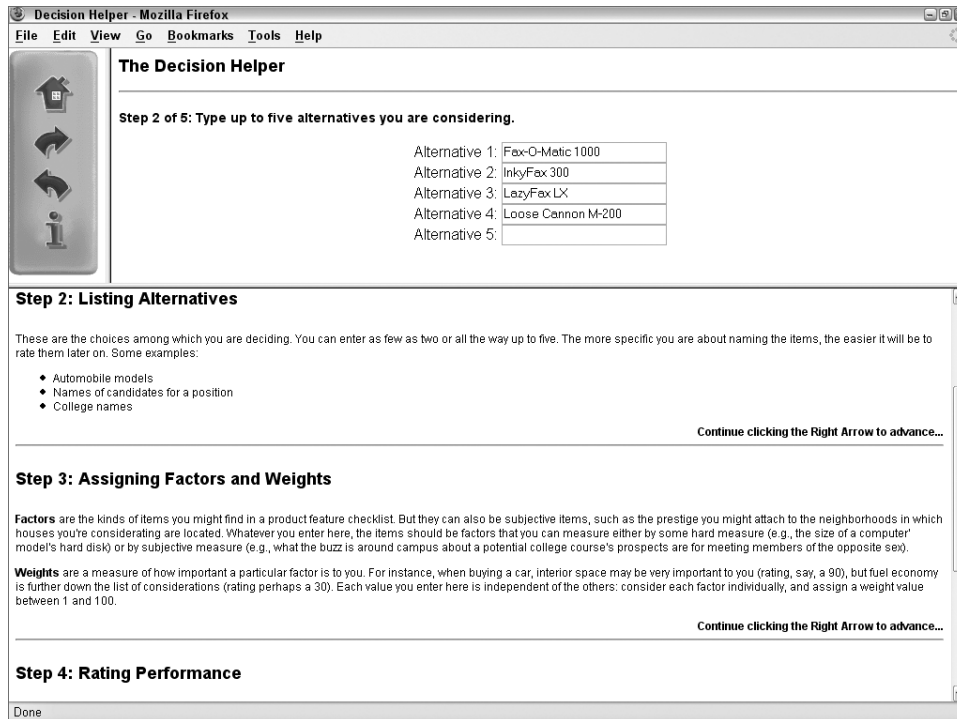 Decision Helper - Mozilla Firefox
File Edit View Go Bookmarks Tools Help
The Decision Helper
Step 2 of 5: Type up to five alternatives you are considering.
Alternative 1: Fax-O-Matic 1000
Alternative 2: InkyFax 300
Alternative 3: LazyFax LX
Alternative 4: Loose Cannon M-200
Alternative 5:
Step 2: Listing Alternatives
These are the choices among which you are deciding. You can enter as few as two or all the way up to five. The more specific you are about naming the items, the easier it will be to
rate them later on. Some examples:
◆ Automobile models
◆ Names of candidates for a position
◆ College names
Continue clicking the Right Arrow to advance...
Step 3: Assigning Factors and Weights
Factors are the kinds of items you might find in a product feature checklist. But they can also be subjective items, such as the prestige you might attach to the neighborhoods in which
houses you're considerating are located. Whatever you enter here, the items should be factors that you can measure either by some hard measure (e.g., the size of a computer'
model's hard disk) or by subjective measure (e.g., what the buzz is around campus about a potential college course's prospects are for meeting members of the opposite sex).
Weights are a measure of how important a particular factor is to you. For instance, when buying a car, interior space may be very important to you (rating, say, a 90), but fuel economy
is further down the list of considerations (rating perhaps a 30). Each value you enter here is independent of the others: consider each factor individually, and assign a weight value
between 1 and 100.
Continue clicking the Right Arrow to advance...
Step 4: Rating Performance
Done